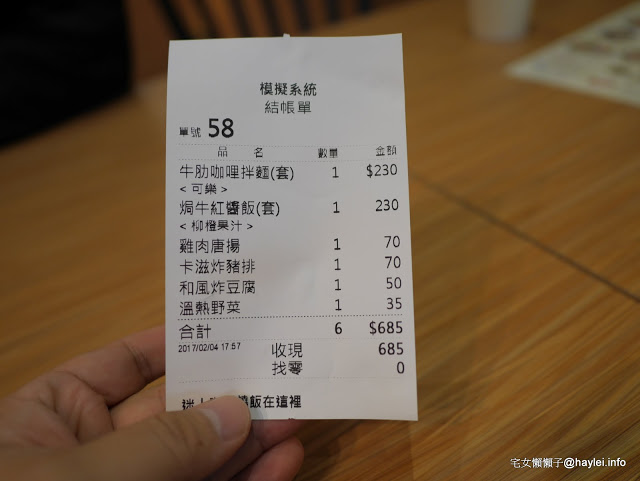 模擬系統
結帳單
單號 58
品 名 數量 金額
牛肋咖哩拌麵(套) 1 $230
< 可樂 >
焗牛紅醬飯(套) 1 230
< 柳橙果汁 >
雞肉唐揚 1 70
卡滋炸豬排 1 70
和風炸豆腐 1 50
溫熱野菜 1 35
合計 6 $685
2017/02/04 17:57 收現 685
找零 0
飯在這裡
宅女懶懶子@haylei.info